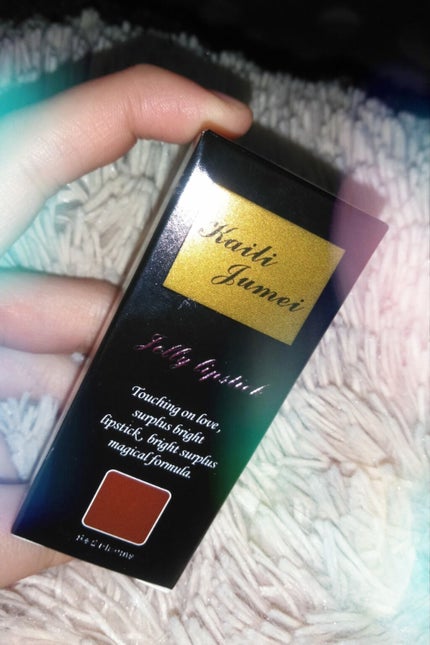 Kaili
Jumei
Jelly lipstick
Touching on love,
surplus bright
lipstick, bright surplus
magical formula.